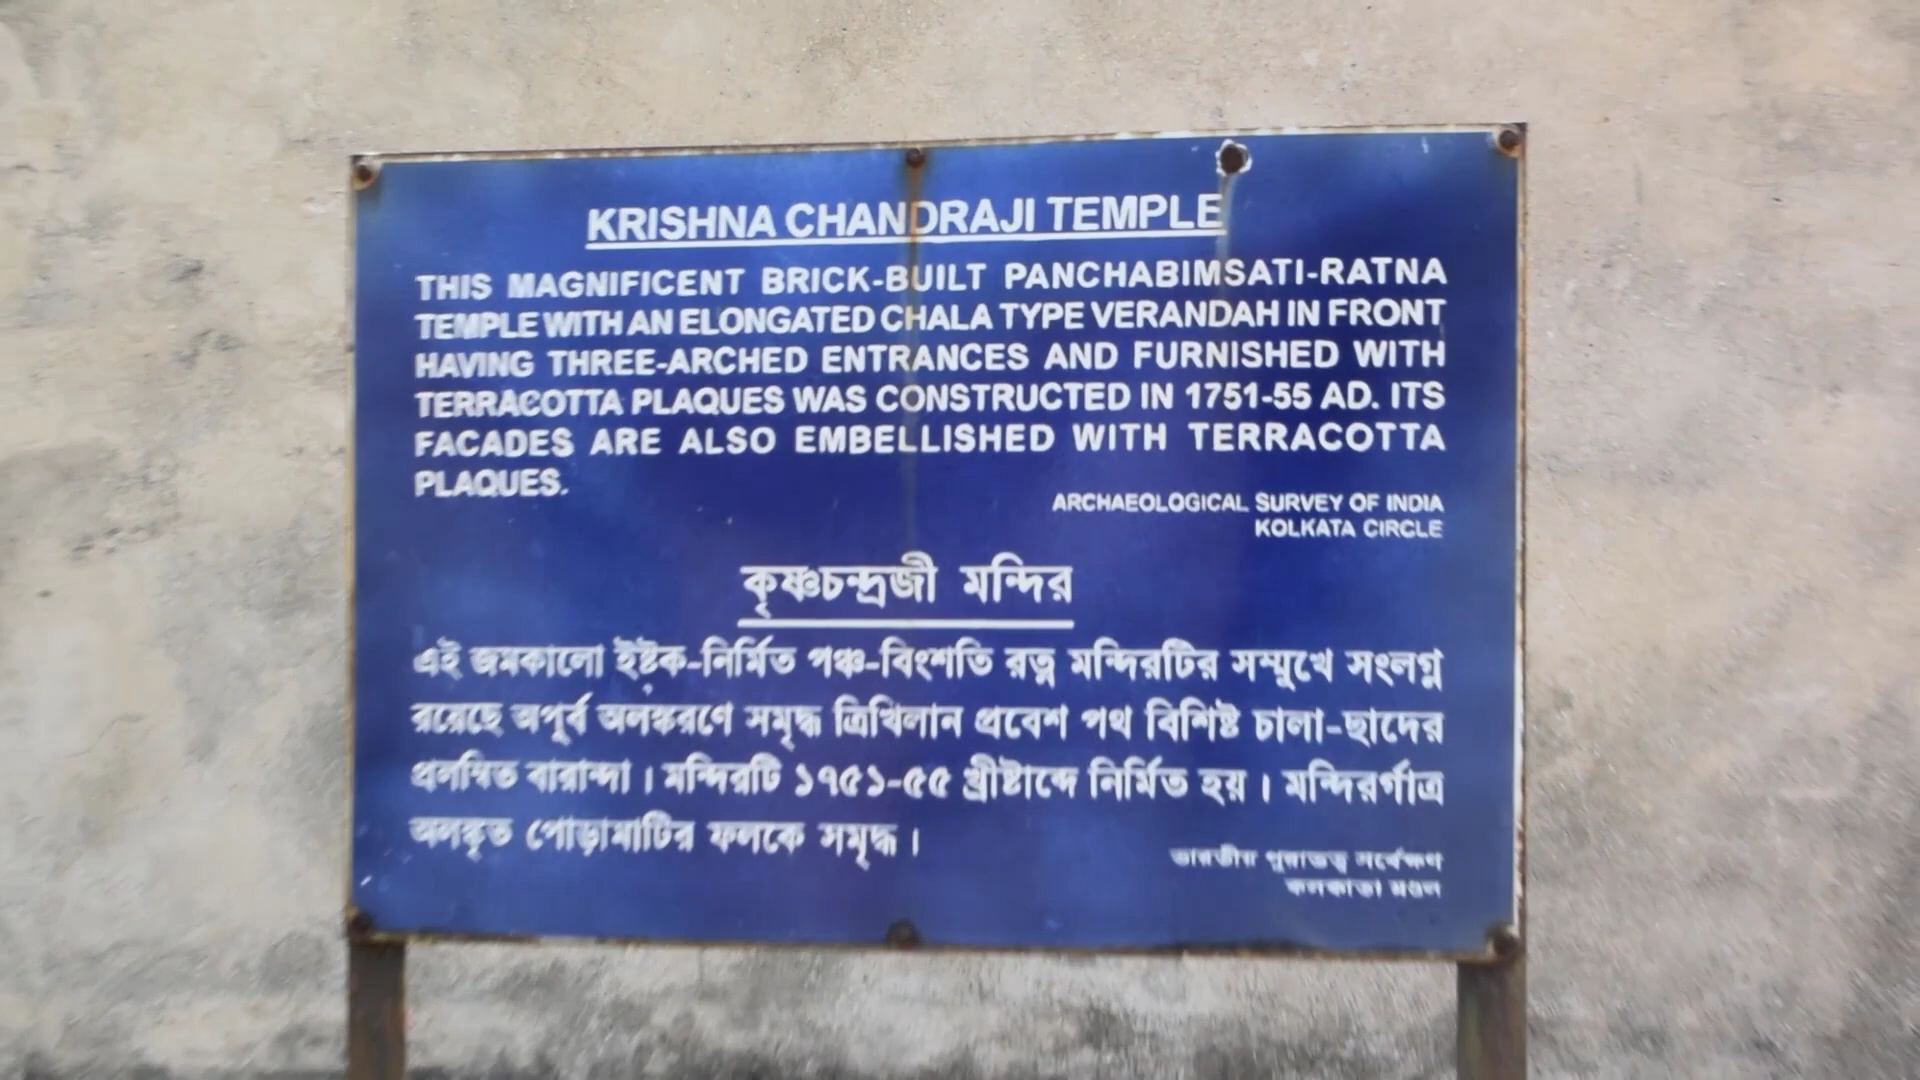 KRISHNA CHANDRAJI TEMPLE
THIS MAGNIFICENT BRICK-BUILT PANCHABIMSATI-RATNA
TEMPLE WITH AN ELONGATED CHALA TYPE VERANDAH IN FRONT
HAVING THREE-ARCHED ENTRANCES AND FURNISHED WITH
TERRACOTTA PLAQUES WAS CONSTRUCTED IN 1751-55 AD. ITS
FACADES ARE ALSO EMBELLISHED WITH TERRACOTTA
PLAQUES.
ARCHAEOLOGICAL SURVEY OF INDIA
KOLKATA CIRCLE
কৃষ্ণচন্দ্রজী মন্দির
এই জমকালো ইষ্টক-নির্মিত পঞ্চ-বিংশতি রত্ন মন্দিরটির সম্মুখে সংলগ্ন
রয়েছে অপূর্ব অলঙ্করণে সমৃদ্ধ ত্রিখিলান প্রবেশ পথ বিশিষ্ট চালা-ছাদের
প্রলম্বিত বারান্দা । মন্দিরটি ১৭৫১-৫৫ খ্রীষ্টাব্দে নির্মিত হয় । মন্দিরর্গাত্র
অলঙ্কৃত পোড়ামাটির ফলকে সমৃদ্ধ ।
ভারতীয় পুরাতত্ত্ব সর্বেক্ষণ
কলকাতা মণ্ডল